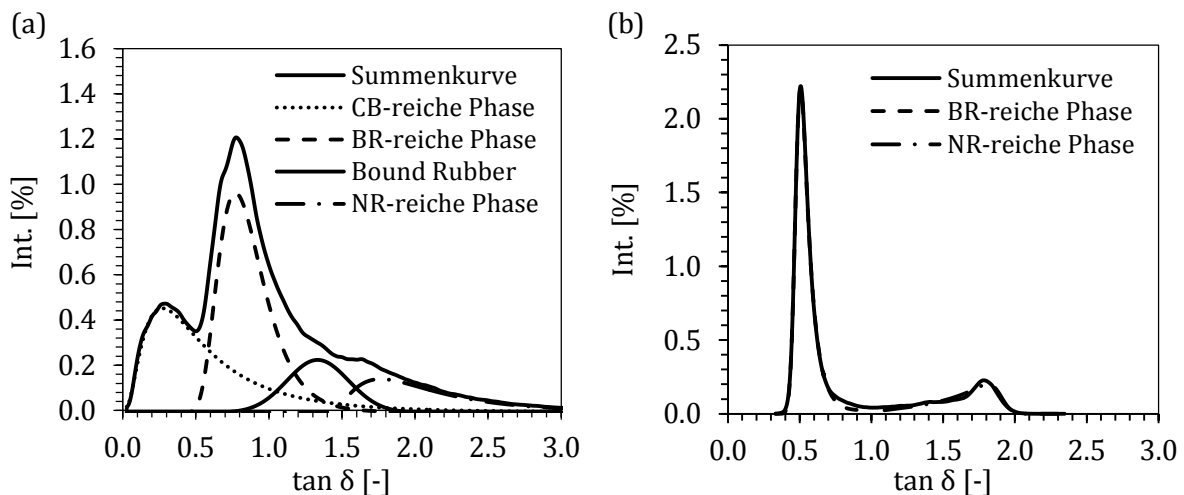 (a)
1.6
1.4
1.2
1.0
0.8
0.6
0.4
0.2
0.0
Int. [%]
Summenkurve
CB-reiche Phase
BR-reiche Phase
Bound Rubber
NR-reiche Phase
0.0 0.5 1.0 1.5 2.0 2.5 3.0
tan δ [-]
(b)
2.5
2.0
1.5
1.0
0.5
0.0
Int. [%]
Summenkurve
BR-reiche Phase
NR-reiche Phase
0.0 0.5 1.0 1.5 2.0 2.5 3.0
tan δ [-]